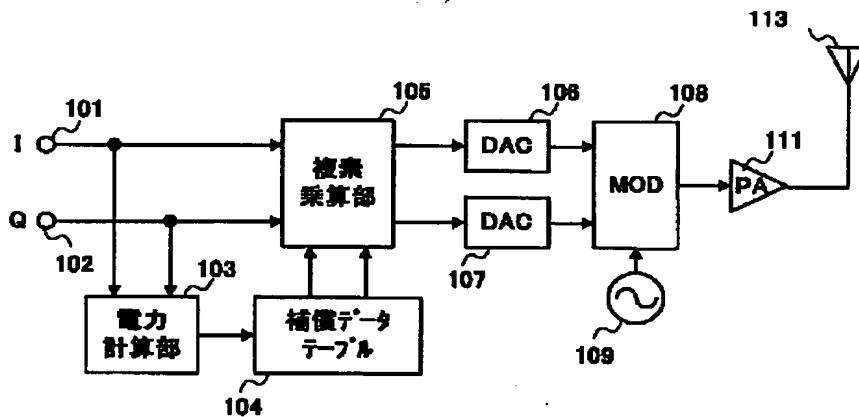 113
105
106
108
101
I
複素
乗算部
DAC
MOD
111
PA
Q
102
DAC
107
103
電力
計算部
補償データ
テーブル
104
109